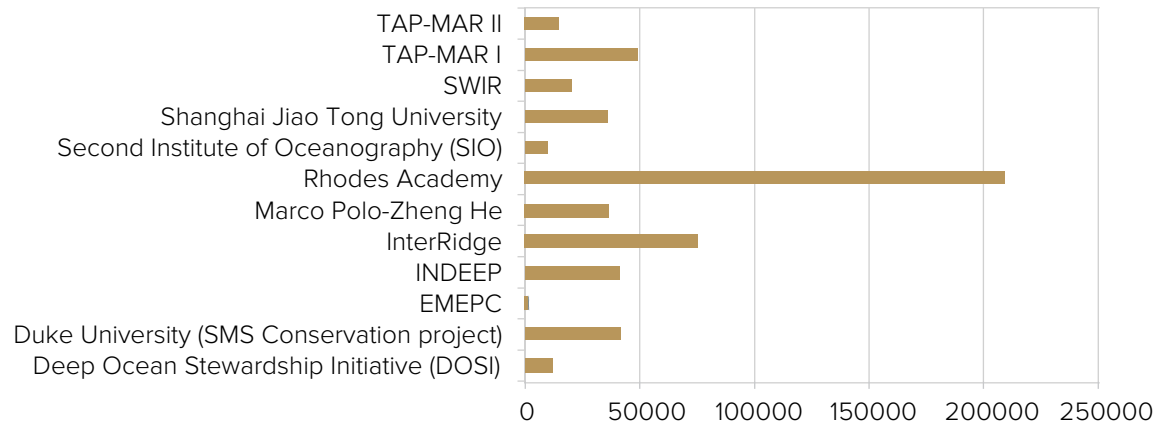 TAP-MAR II
TAP-MAR I
SWIR
Shanghai Jiao Tong University
Second Institute of Oceanography (SIO)
Rhodes Academy
Marco Polo-Zheng He
InterRidge
INDEEP
EMEPC
Duke University (SMS Conservation project)
Deep Ocean Stewardship Initiative (DOSI)
0 50000 100000 150000 200000 250000